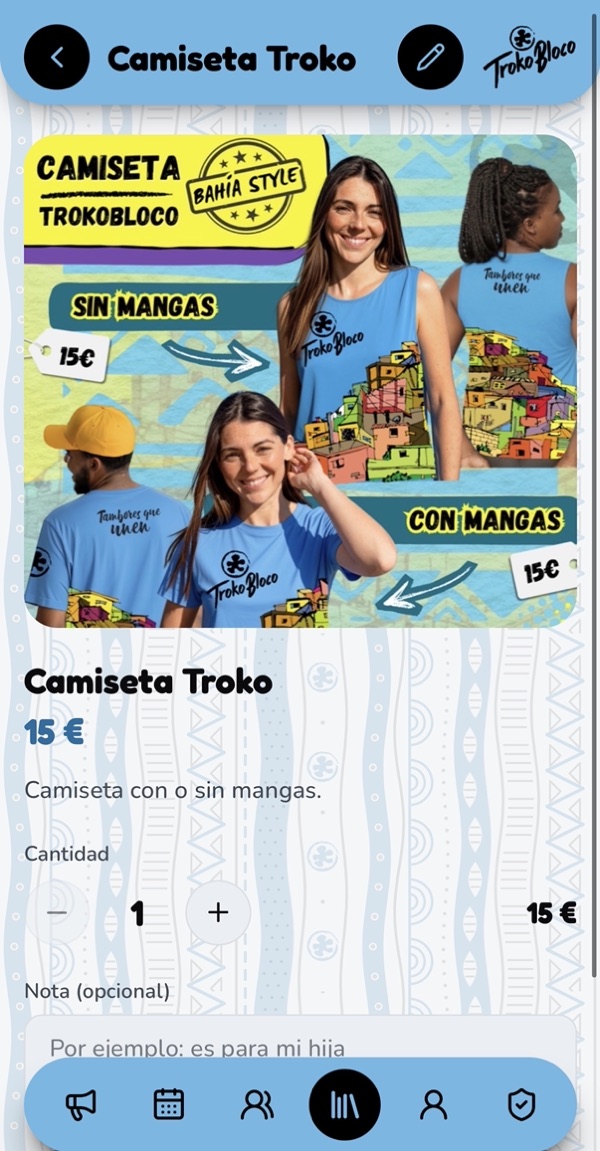 Camiseta Troko
TrokoBloco
CAMISETA
TROKOBLOCO
BAHÍA STYLE
SIN MANGAS
15€
TrokoBloco
Tambores que
unen
Tambores que
unen
TrokoBloco
CON MANGAS
15€
Camiseta Troko
15 €
Camiseta con o sin mangas.
Cantidad
1
15 €
Nota (opcional)
Por ejemplo: es para mi hija